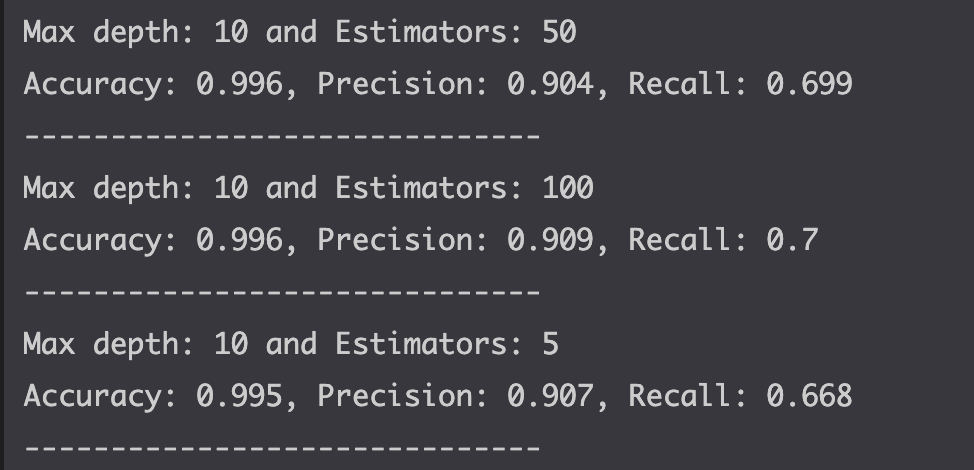 Max depth: 10 and Estimators: 50
Accuracy: 0.996, Precision: 0.904, Recall: 0.699
------------------------------
Max depth: 10 and Estimators: 100
Accuracy: 0.996, Precision: 0.909, Recall: 0.7
------------------------------
Max depth: 10 and Estimators: 5
Accuracy: 0.995, Precision: 0.907, Recall: 0.668
------------------------------